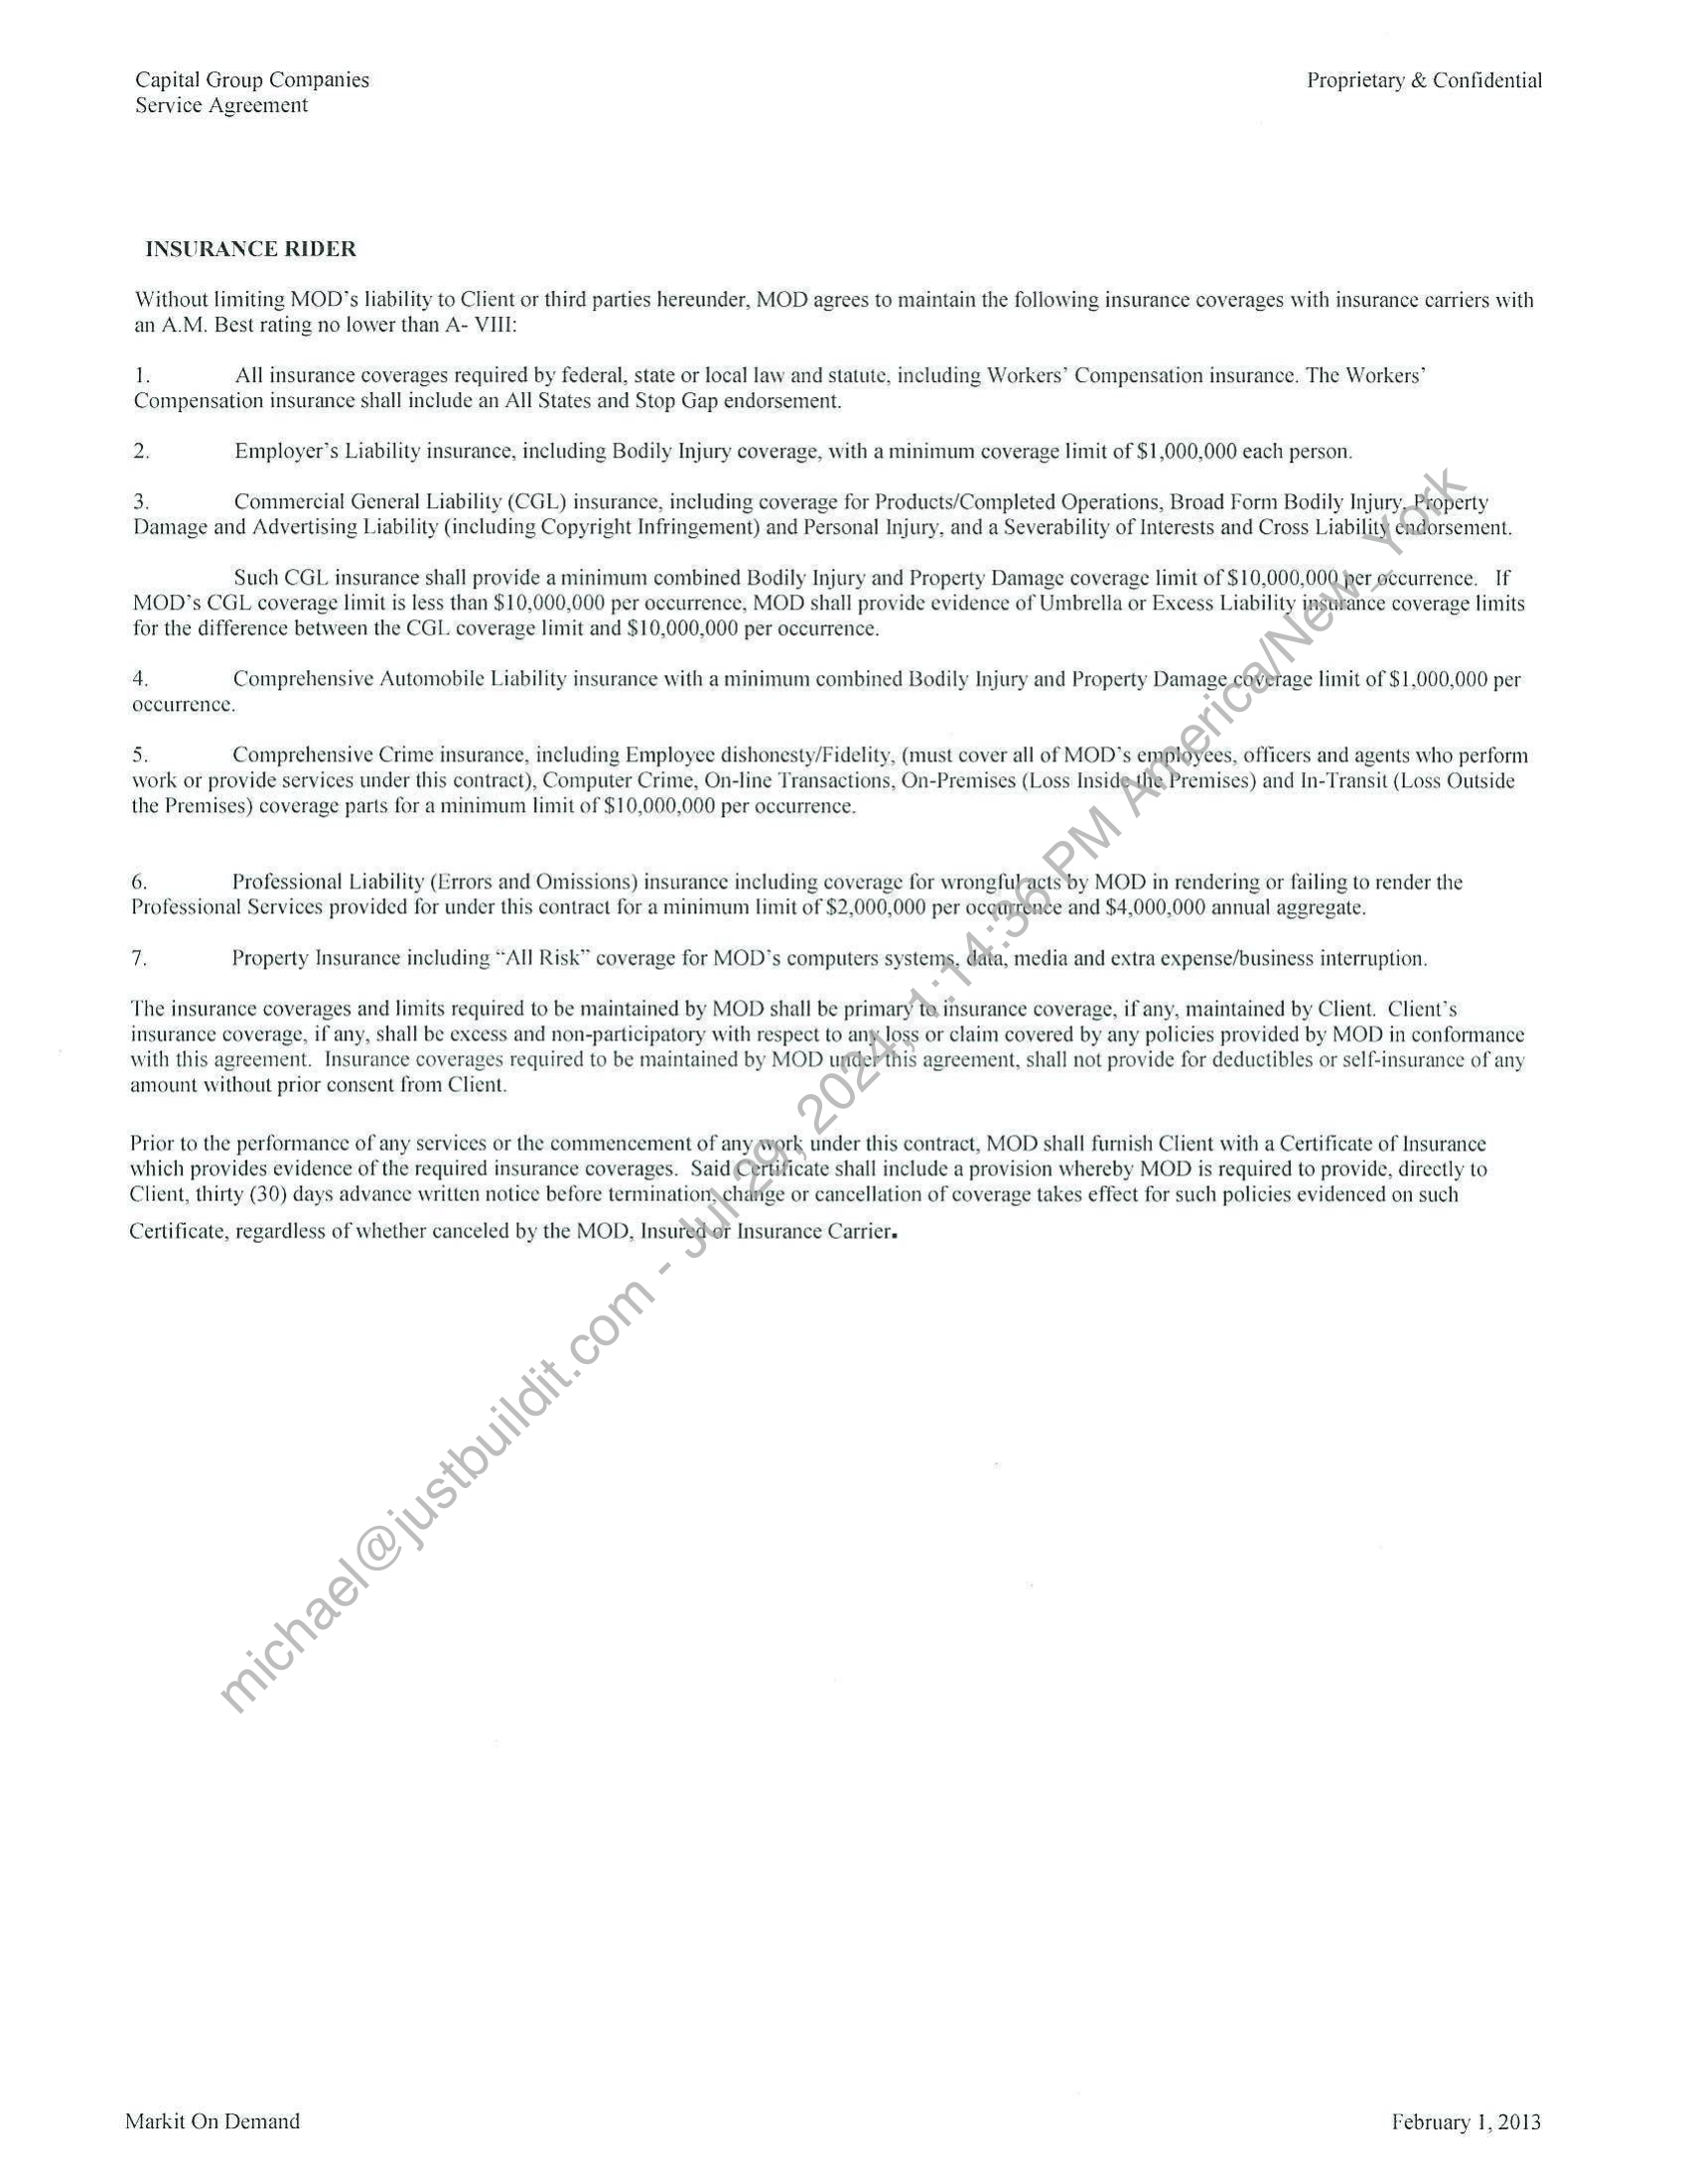 Capital Group Companies
Proprietary & Confidential
Service Agreement
INSURANCE RIDER
Without limiting MOD's liability to Client or third parties hereunder, MOD agrees to maintain the following insurance coverages with insurance carriers with
an A.M. Best rating no lower than A- VIII:
1. All insurance coverages required by federal, state or local law and statute, including Workers' Compensation insurance. The Workers'
Compensation insurance shall include an All States and Stop Gap endorsement.
2. Employer's Liability insurance, including Bodily Injury coverage, with a minimum coverage limit of $1,000,000 each person.
3. Commercial General Liability (CGL) insurance, including coverage for Products/Completed Operations, Broad Form Bodily Injury, Property
Damage and Advertising Liability (including Copyright Infringement) and Personal Injury, and a Severability of Interests and Cross Liability endorsement.
Such CGL insurance shall provide a minimum combined Bodily Injury and Property Damage coverage limit of $10,000,000 per occurrence. If
MOD's CGL coverage limit is less than $10,000,000 per occurrence, MOD shall provide evidence of Umbrella or Excess Liability insurance coverage limits
for the difference between the CGL coverage limit and $10,000,000 per occurrence.
4. Comprehensive Automobile Liability insurance with a minimum combined Bodily Injury and Property Damage coverage limit of $1,000,000 per
occurrence.
5. Comprehensive Crime insurance, including Employee dishonesty/Fidelity, (must cover all of MOD's employees, officers and agents who perform
work or provide services under this contract), Computer Crime, On-line Transactions, On-Premises (Loss Inside the Premises) and In-Transit (Loss Outside
the Premises) coverage parts for a minimum limit of $10,000,000 per occurrence.
6. Professional Liability (Errors and Omissions) insurance including coverage for wrongful acts by MOD in rendering or failing to render the
Professional Services provided for under this contract for a minimum limit of $2,000,000 per occurrence and $4,000,000 annual aggregate.
7. Property Insurance including "All Risk" coverage for MOD's computers systems, data, media and extra expense/business interruption.
The insurance coverages and limits required to be maintained by MOD shall be primary to insurance coverage, if any, maintained by Client. Client's
insurance coverage, if any, shall be excess and non-participatory with respect to any loss or claim covered by any policies provided by MOD in conformance
with this agreement. Insurance coverages required to be maintained by MOD under this agreement, shall not provide for deductibles or self-insurance of any
amount without prior consent from Client.
Prior to the performance of any services or the commencement of any work under this contract, MOD shall furnish Client with a Certificate of Insurance
which provides evidence of the required insurance coverages. Said Certificate shall include a provision whereby MOD is required to provide, directly to
Client, thirty (30) days advance written notice before termination, change or cancellation of coverage takes effect for such policies evidenced on such
Certificate, regardless of whether canceled by the MOD, Insured or Insurance Carrier.
michael@justbuildit.com - Jul 29, 2024, 1:14:36 PM America/New_York
Markit On Demand
February 1, 2013